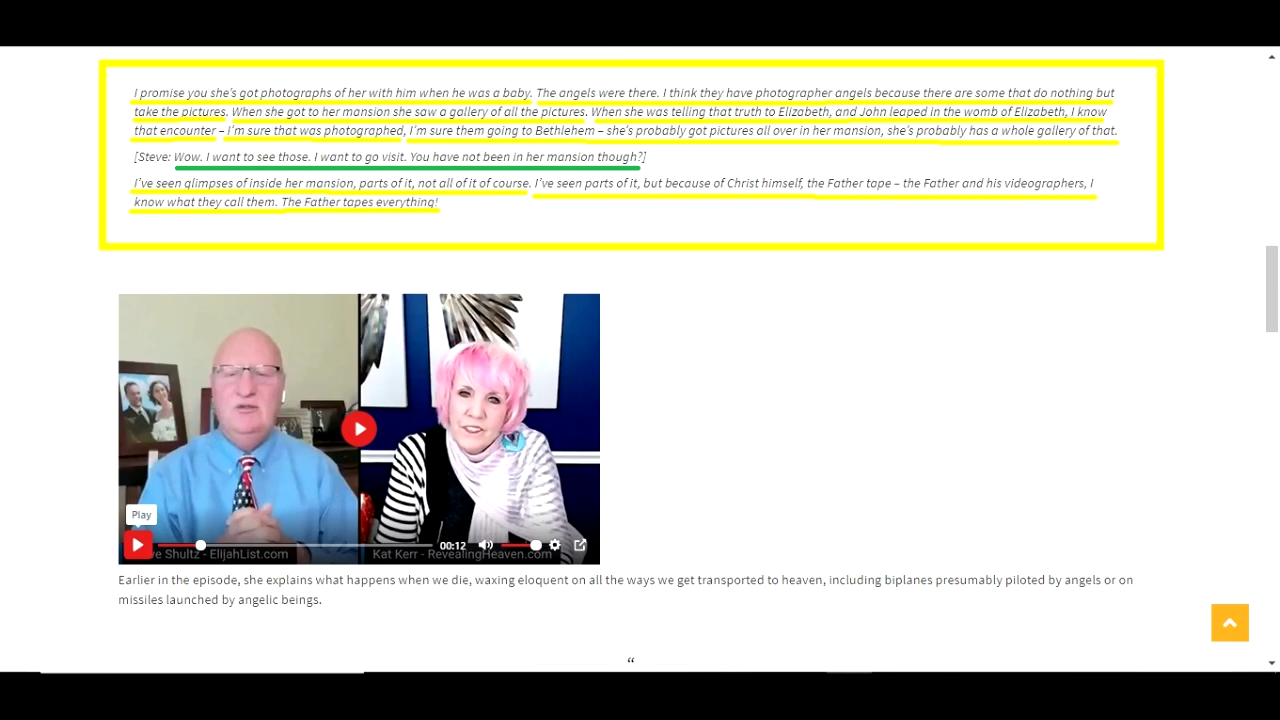 I promise you she's got photographs of her with him when he was a baby. The angels were there. I think they have photographer angels because there are some that do nothing but
take the pictures. When she got to her mansion she saw a gallery of all the pictures. When she was telling that truth to Elizabeth, and John leaped in the womb of Elizabeth, I know
that encounter – I'm sure that was photographed, I'm sure them going to Bethlehem – she's probably got pictures all over in her mansion, she's probably has a whole gallery of that.
[Steve: Wow. I want to see those. I want to go visit. You have not been in her mansion though?]
I've seen glimpses of inside her mansion, parts of it, not all of it of course. I've seen part of it, but because of Christ himself, the Father tape – the Father and his videographers, I
know what they call them. The Father tapes everything!
Play
00:12
ve Shultz - ElijahList.com
Kat Kerr - RevealingHeaven.com
Earlier in the episode, she explains what happens when we die, waxing eloquent on all the ways we get transported to heaven, including biplanes presumably piloted by angels or on
missiles launched by angelic beings.
“